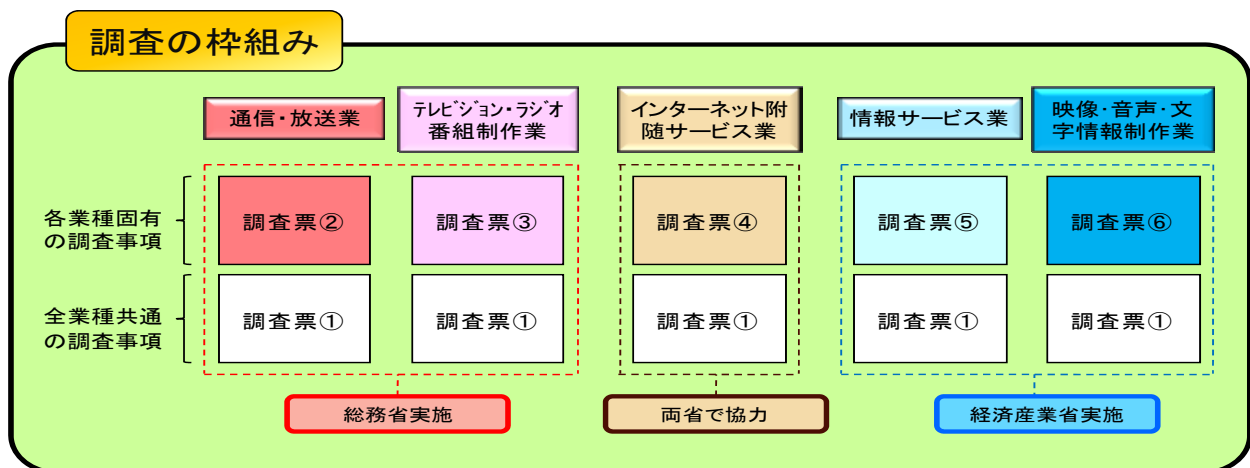 調査の枠組み
通信・放送業
テレビジョン・ラジオ
番組制作業
インターネット附
随サービス業
情報サービス業
映像・音声・文
字情報制作業
各業種固有
の調査事項
調査票②
調査票③
調査票④
調査票⑤
調査票⑥
全業種共通
の調査事項
調査票①
調査票①
調査票①
調査票①
調査票①
総務省実施
両省で協力
経済産業省実施